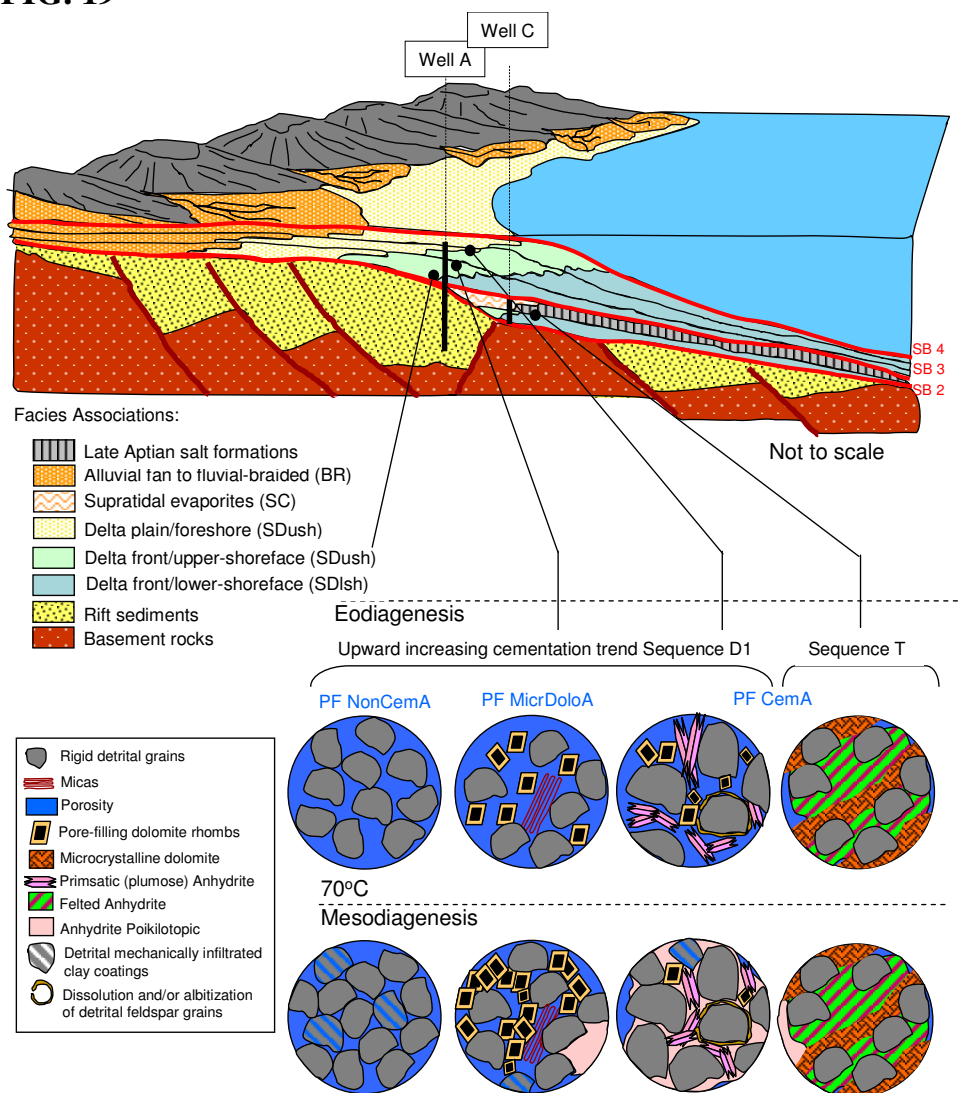 FIG. 19
Well C
Well A
SB 4
SB 3
SB 2
Facies Associations:
Not to scale
Late Aptian salt formations
Alluvial fan to fluvial-braided (BR)
Supratidal evaporites (SC)
Delta plain/foreshore (SDush)
Delta front/upper-shoreface (SDush)
Delta front/lower-shoreface (SDlsh)
Rift sediments
Basement rocks
Eodiagenesis
Upward increasing cementation trend Sequence D1
Sequence T
PF NonCemA
PF MicrDoloA
PF CemA
Rigid detrital grains
Micas
Porosity
Pore-filling dolomite rhombs
Microcrystalline dolomite
Primsatic (plumose) Anhydrite
Felted Anhydrite
Anhydrite Poikilotopic
Detrital mechanically infiltrated
clay coatings
Dissolution and/or albitization
of detrital feldspar grains
70ºC
Mesodiagenesis